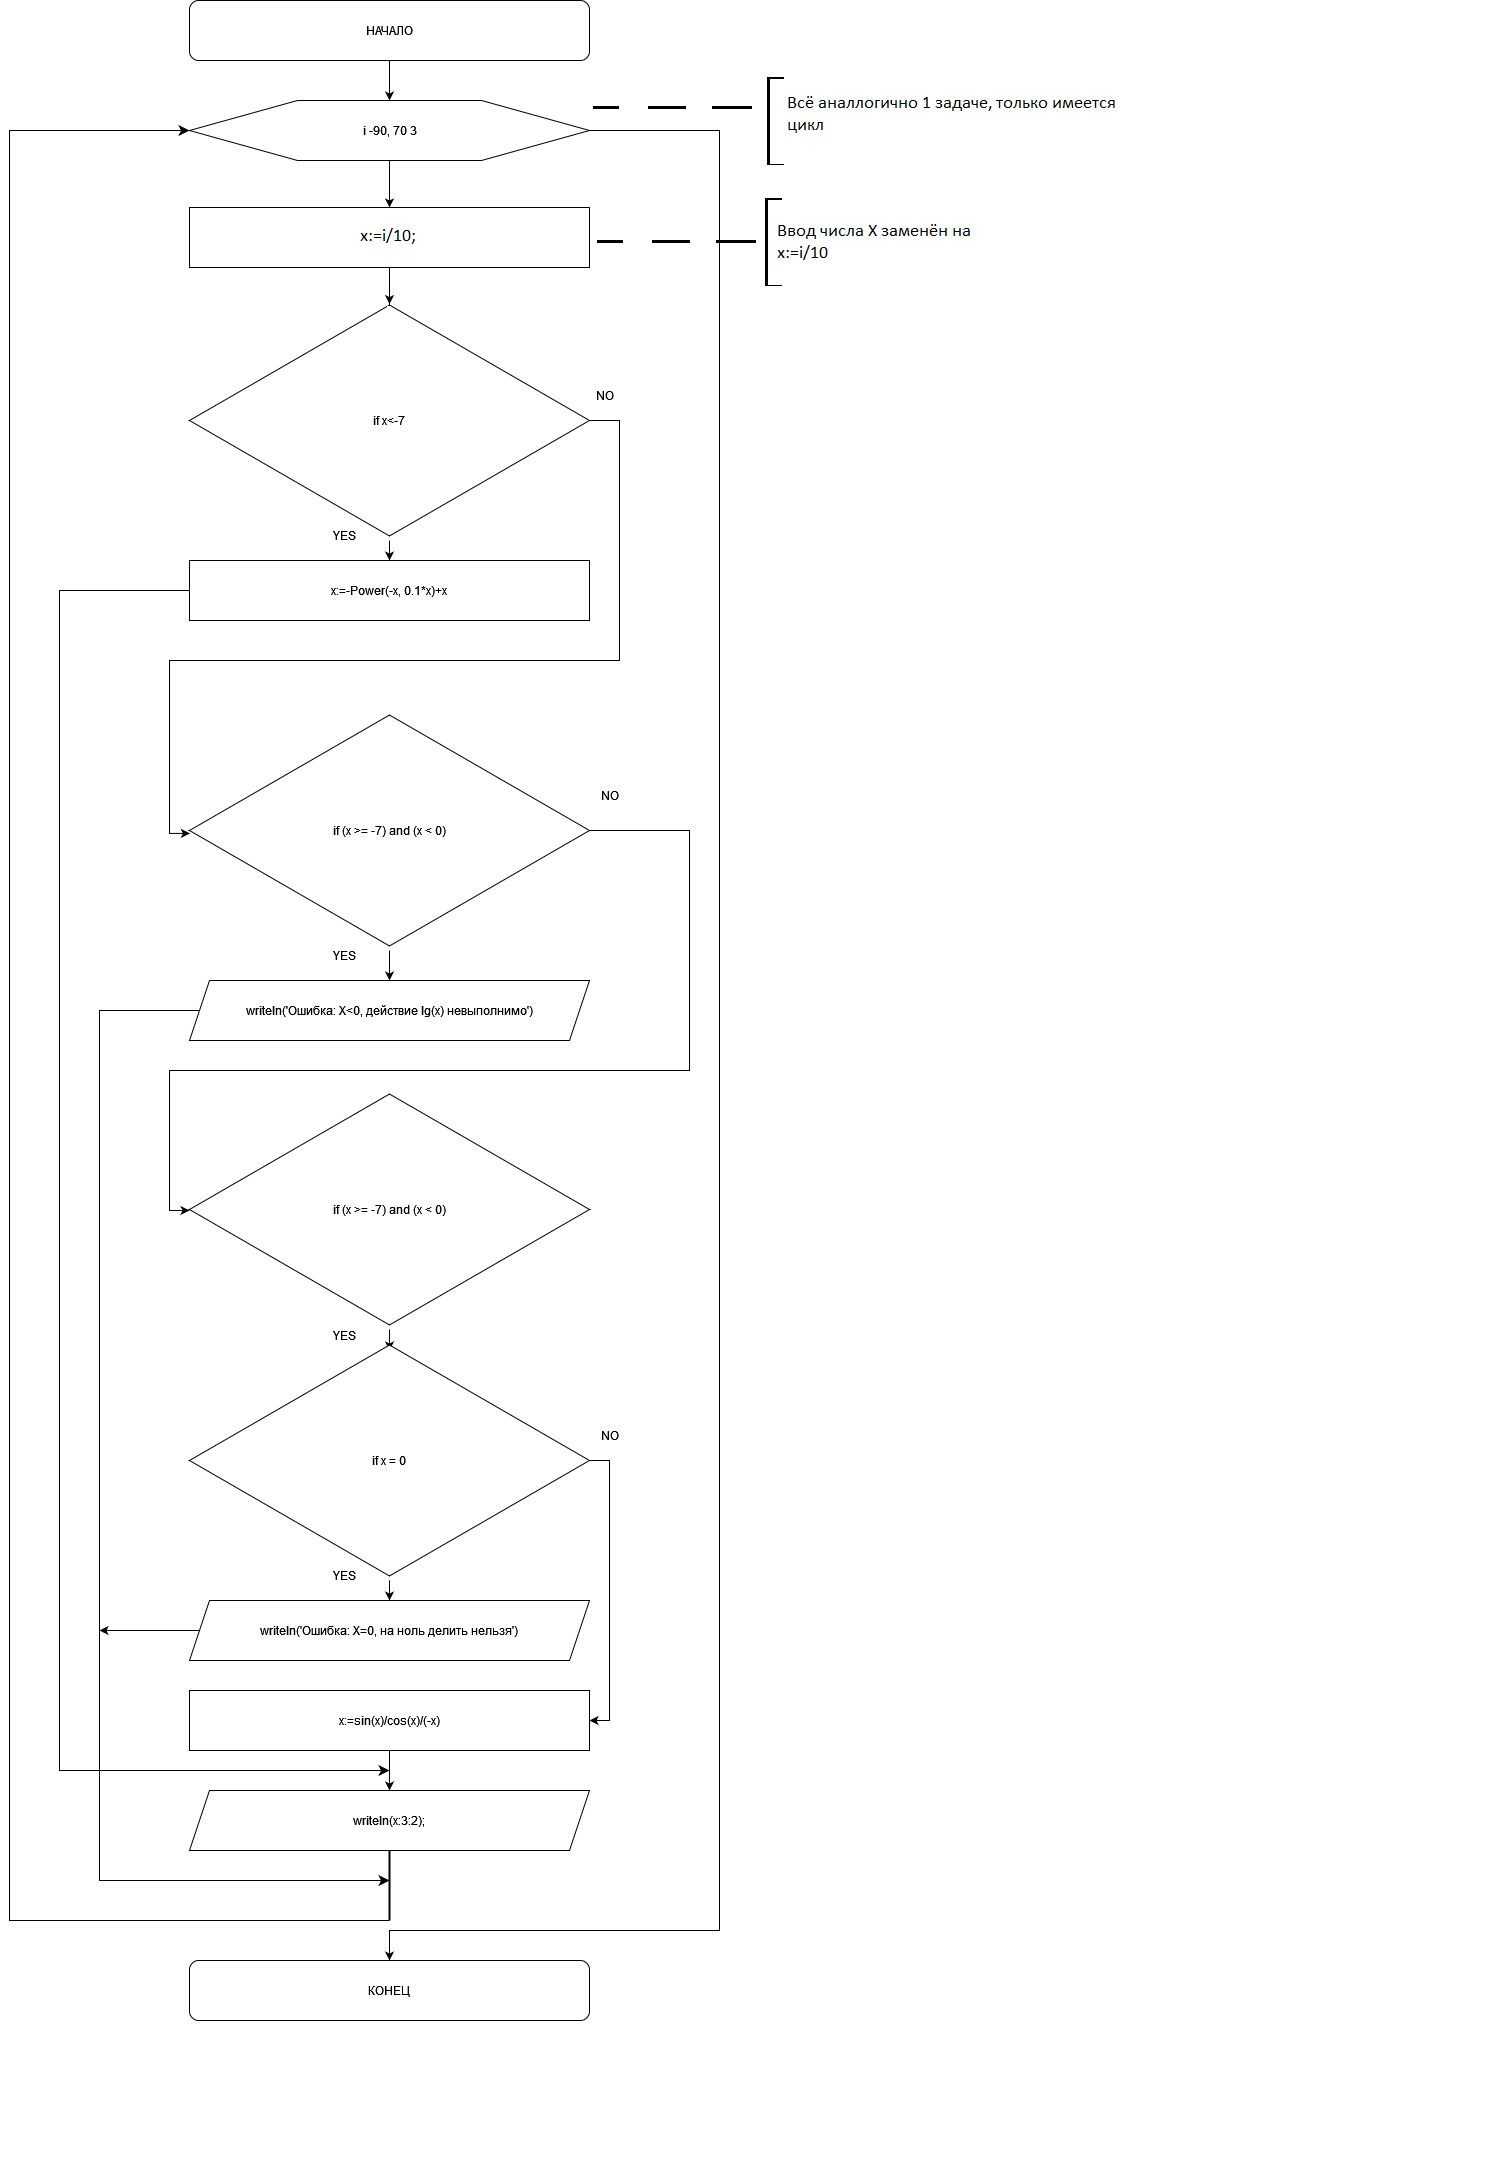 НАЧАЛО
i -90, 70 3
Всё аналлогично 1 задаче, только имеется
цикл
x:=i/10;
Ввод числа X заменён на
x:=i/10
NO
if x<-7
YES
x:=-Power(-x, 0.1*x)+x
NO
if (x >= -7) and (x < 0)
YES
writeln('Ошибка: X<0, действие lg(x) невыполнимо')
if (x >= -7) and (x < 0)
YES
NO
if x = 0
YES
writeln('Ошибка: X=0, на ноль делить нельзя')
x:=sin(x)/cos(x)/(-x)
writeln(x:3:2);
КОНЕЦ